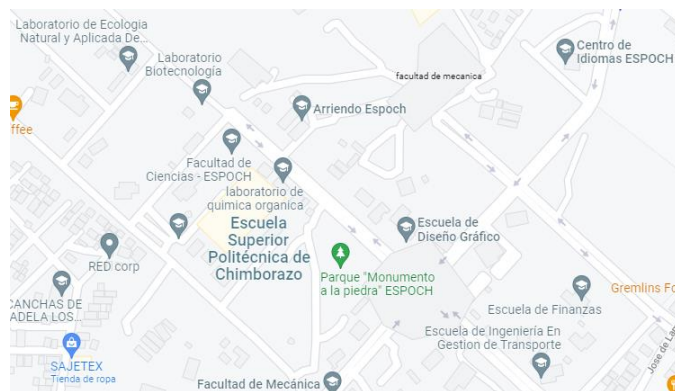 Laboratorio de Ecologia
Natural y Aplicada De...
Laboratorio
Biotecnología
Centro de
Idiomas ESPOCH
facultad de mecanica
Arriendo Espoch
ffee
Facultad de
Ciencias - ESPOCH
laboratorio de
quimica organica
Escuela
Superior
Politécnica de
Chimborazo
Escuela de
Diseño Gráfico
RED corp
Parque "Monumento
a la piedra" ESPOCH
CANCHAS DE
ADELA LOS...
Gremlins Fo
Escuela de Finanzas
Escuela de Ingeniería En
Gestion de Transporte
SAJETEX
Tienda de ropa
Facultad de Mecánica
Jose de La